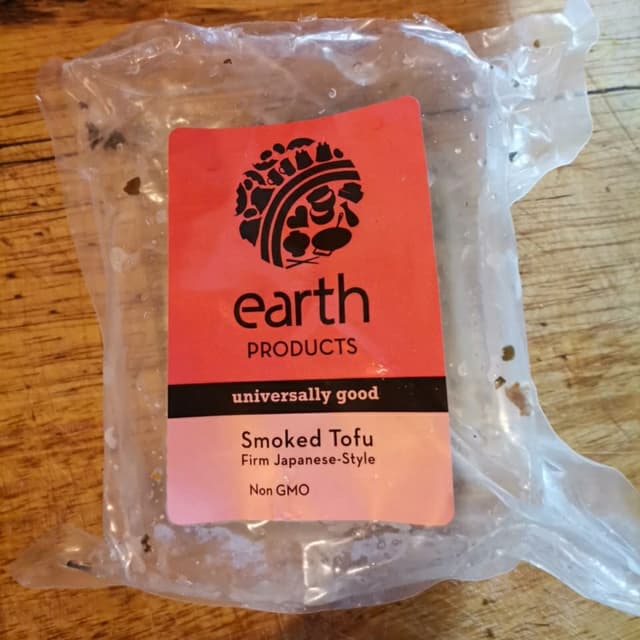 earth
PRODUCTS
universally good
Smoked Tofu
Firm Japanese-Style
Non GMO